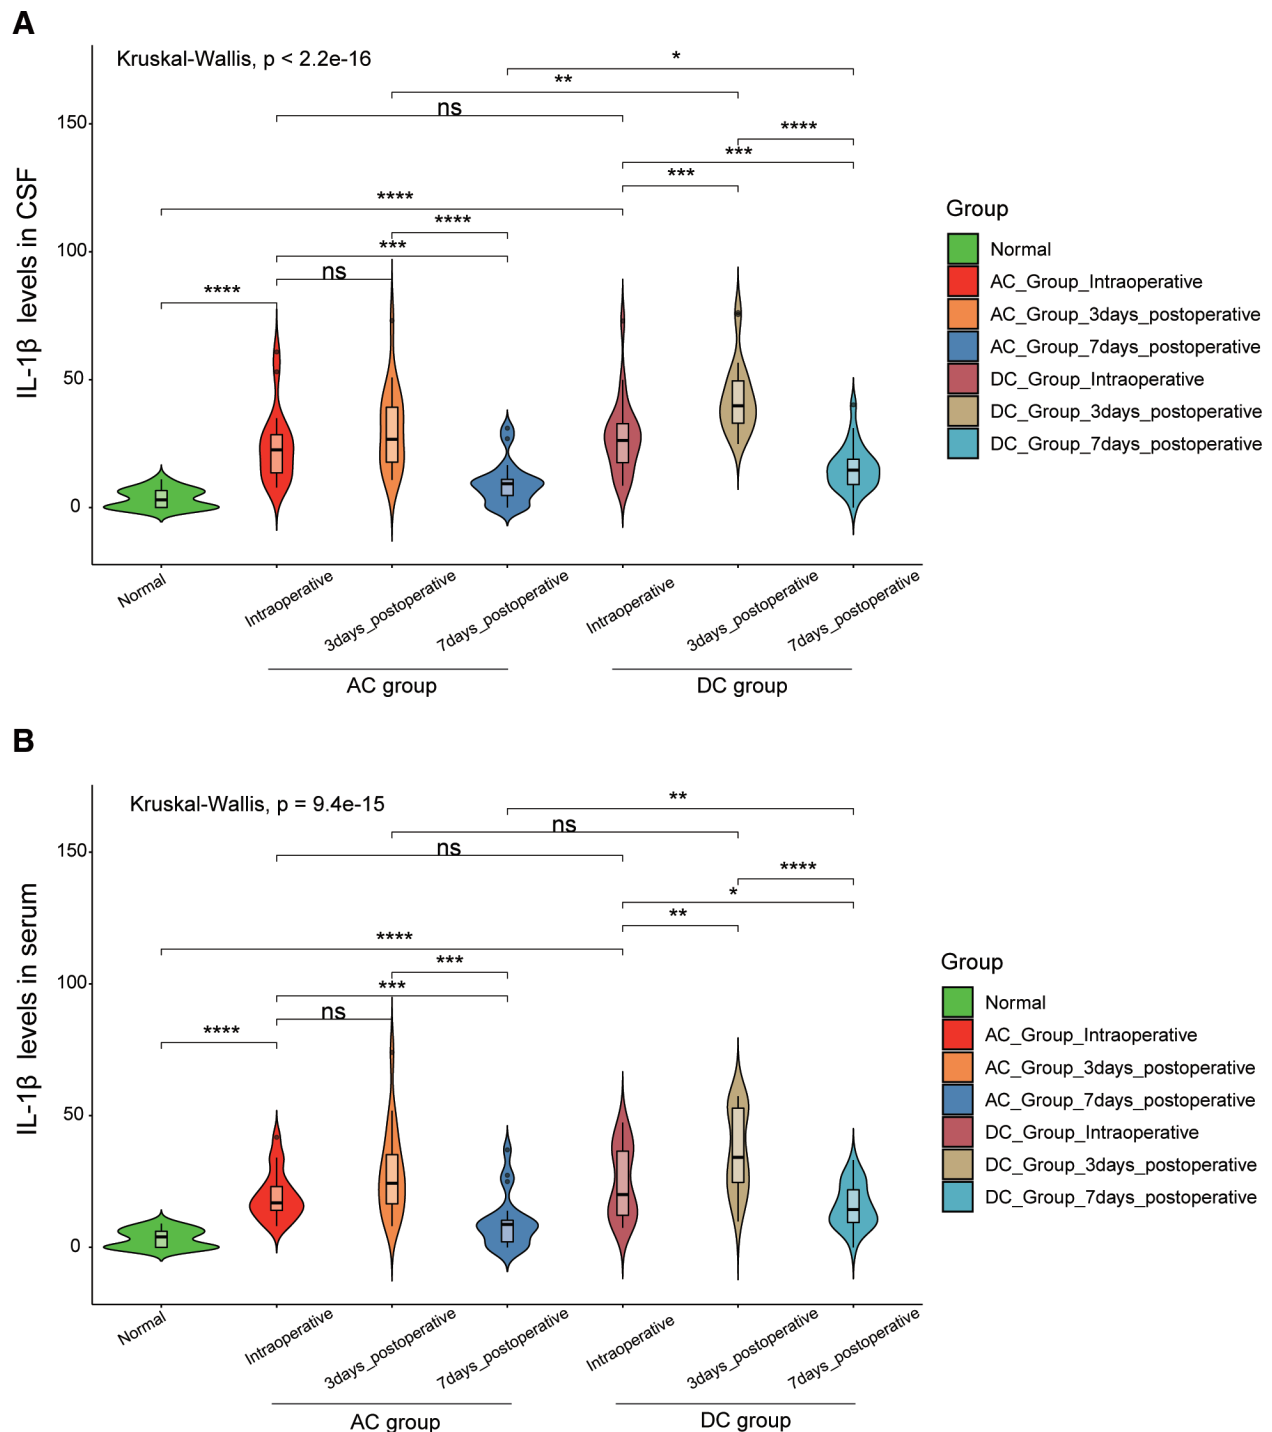 A
Kruskal-Wallis, p < 2.2e-16
*
**
ns
****
***
***
****
****
***
ns
****
150
100
50
0
IL-1β levels in CSF
Normal
Intraoperative
3days_postoperative
7days_postoperative
Intraoperative
3days_postoperative
7days_postoperative
AC group
DC group
Group
Normal
AC_Group_Intraoperative
AC_Group_3days_postoperative
AC_Group_7days_postoperative
DC_Group_Intraoperative
DC_Group_3days_postoperative
DC_Group_7days_postoperative
B
Kruskal-Wallis, p = 9.4e-15
**
ns
ns
****
*
**
****
***
***
ns
****
150
100
50
0
IL-1β levels in serum
Normal
Intraoperative
3days_postoperative
7days_postoperative
Intraoperative
3days_postoperative
7days_postoperative
AC group
DC group
Group
Normal
AC_Group_Intraoperative
AC_Group_3days_postoperative
AC_Group_7days_postoperative
DC_Group_Intraoperative
DC_Group_3days_postoperative
DC_Group_7days_postoperative